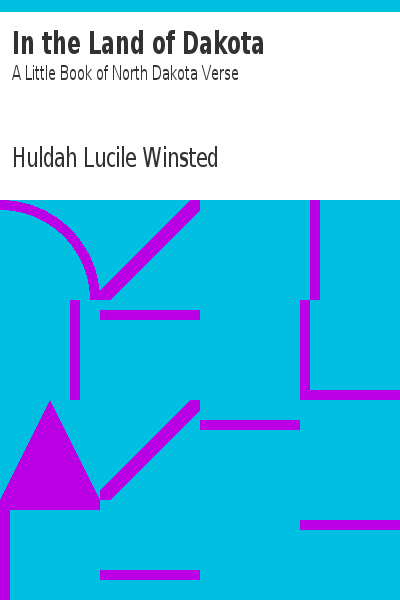 In the Land of Dakota
A Little Book of North Dakota Verse
Huldah Lucile Winsted